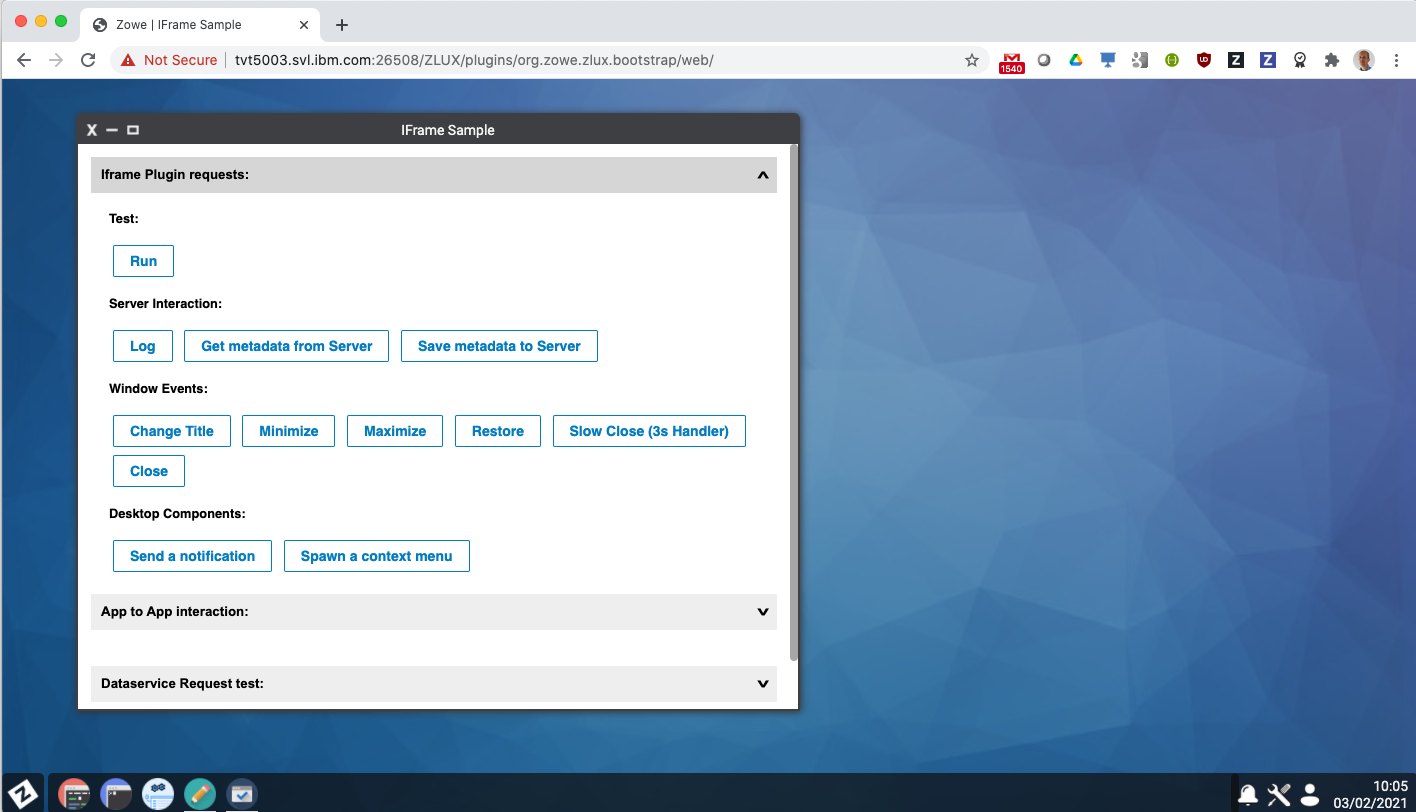 Zowe | IFrame Sample
Not Secure | tvt5003.svl.ibm.com:26508/ZLUX/plugins/org.zowe.zlux.bootstrap/web/
1540
X IFrame Sample
Iframe Plugin requests:
Test:
Run
Server Interaction:
Log Get metadata from Server Save metadata to Server
Window Events:
Change Title Minimize Maximize Restore Slow Close (3s Handler)
Close
Desktop Components:
Send a notification Spawn a context menu
App to App interaction:
Dataservice Request test:
10:05
03/02/2021